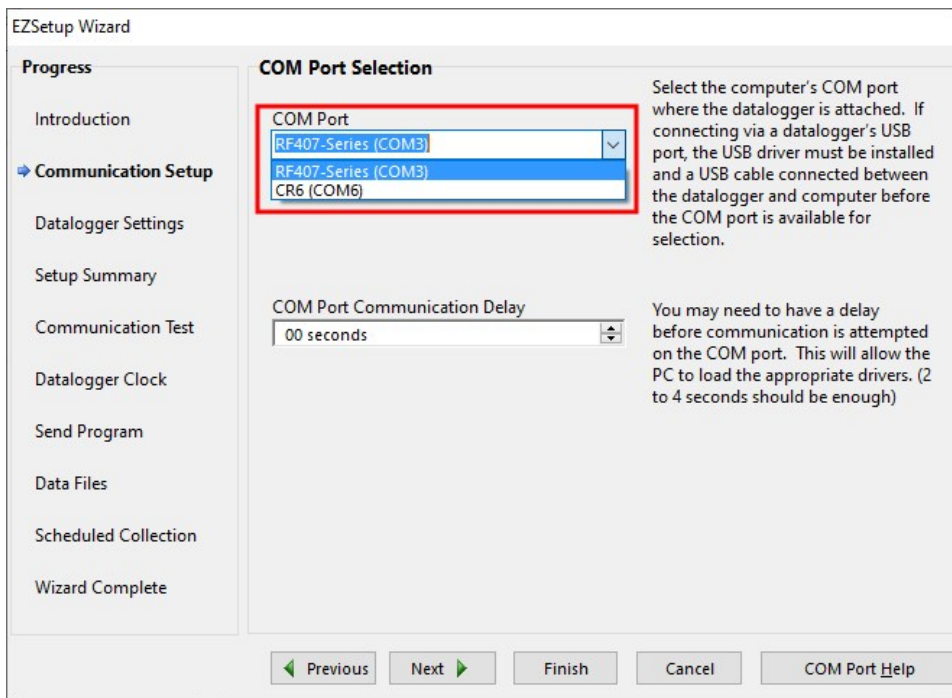 EZSetup Wizard
Progress
Introduction
Communication Setup
Datalogger Settings
Setup Summary
Communication Test
Datalogger Clock
Send Program
Data Files
Scheduled Collection
Wizard Complete
COM Port Selection
COM Port
RF407-Series (COM3)
RF407-Series (COM3)
CR6 (COM6)
Select the computer's COM port
where the datalogger is attached. If
connecting via a datalogger's USB
port, the USB driver must be installed
and a USB cable connected between
the datalogger and computer before
the COM port is available for
selection.
COM Port Communication Delay
00 seconds
You may need to have a delay
before communication is attempted
on the COM port. This will allow the
PC to load the appropriate drivers. (2
to 4 seconds should be enough)
Previous
Next
Finish
Cancel
COM Port Help